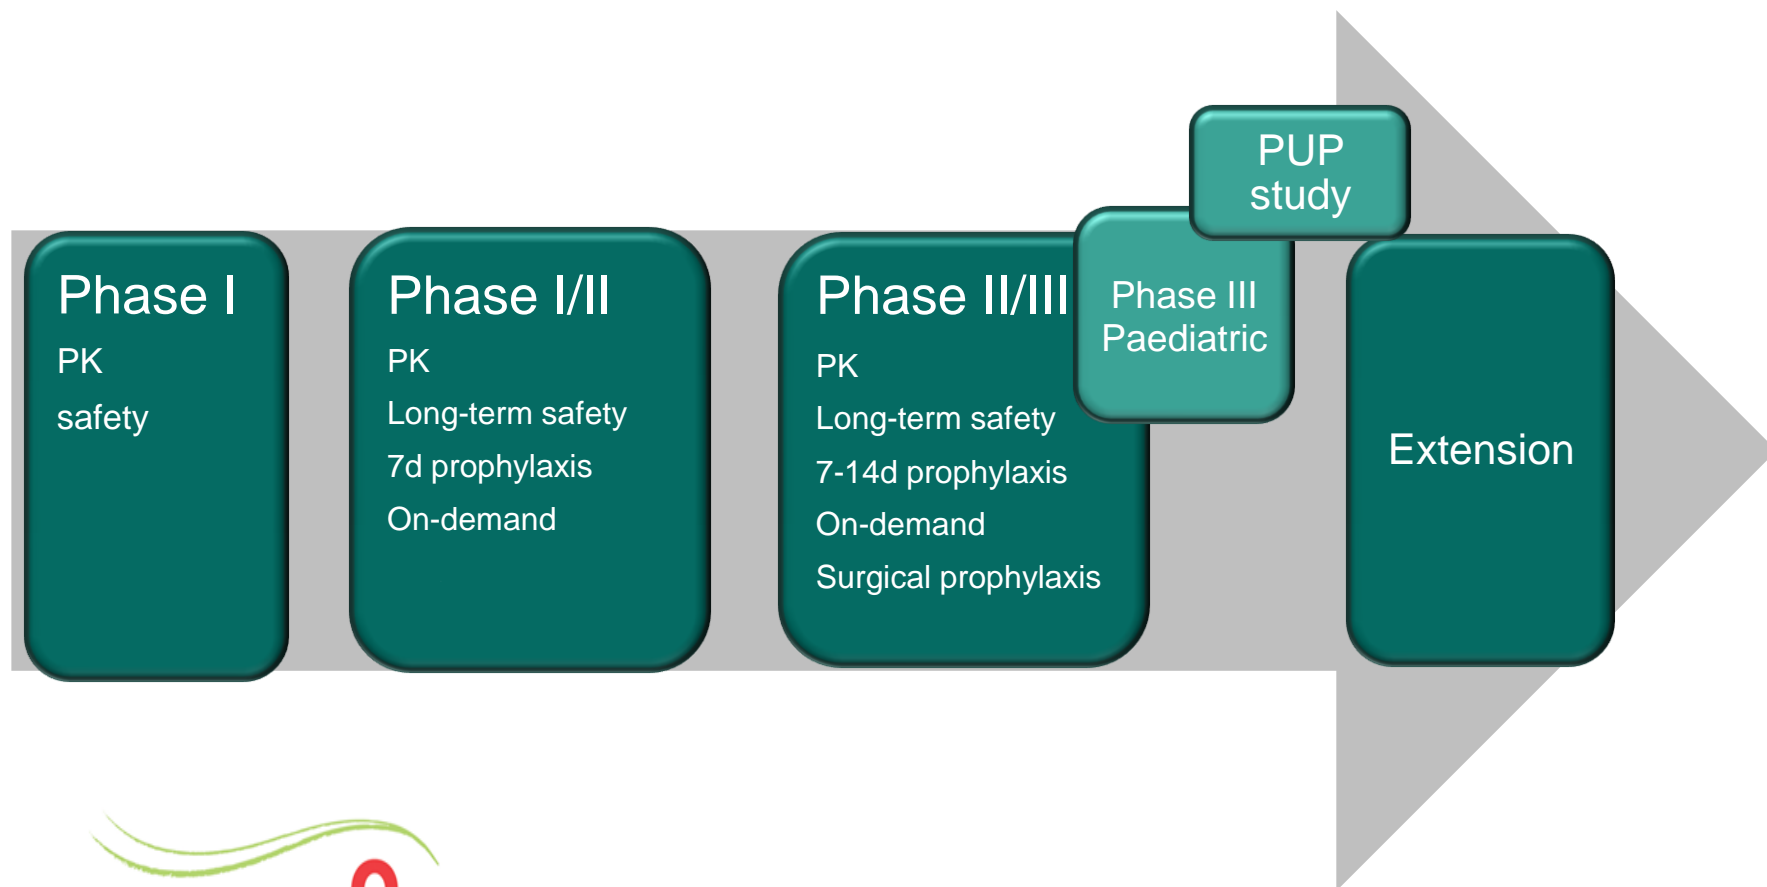 Phase I
PK
safety
Phase I/II
PK
Long-term safety
7d prophylaxis
On-demand
Phase II/III
PK
Long-term safety
7-14d prophylaxis
On-demand
Surgical prophylaxis
Phase III
Paediatric
PUP
study
Extension